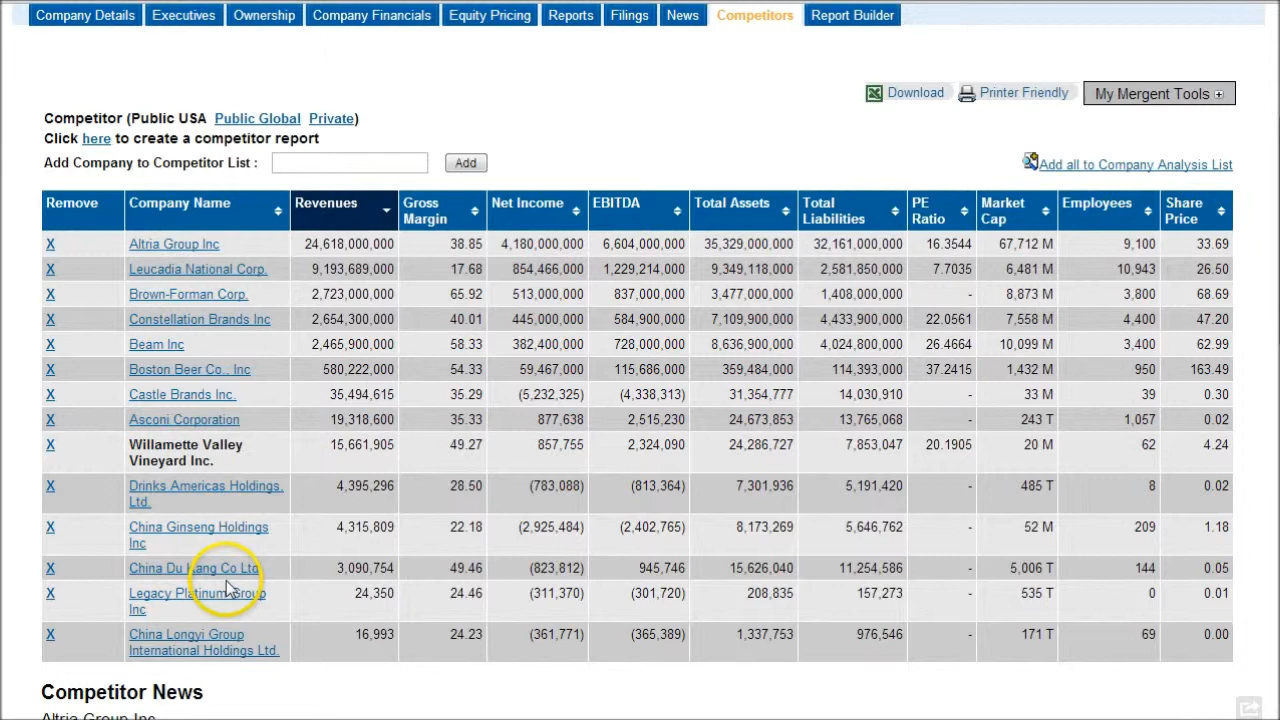 Company Details Executives Ownership Company Financials Equity Pricing Reports Filings News Competitors Report Builder
Download Printer Friendly My Mergent Tools +
Competitor (Public USA Public Global Private)
Click here to create a competitor report
Add Company to Competitor List : Add
Add all to Company Analysis List
Remove Company Name Revenues Gross Margin Net Income EBITDA Total Assets Total Liabilities PE Ratio Market Cap Employees Share Price
X Altria Group Inc 24,618,000,000 38.85 4,180,000,000 6,604,000,000 35,329,000,000 32,161,000,000 16.3544 67,712 M 9,100 33.69
X Leucadia National Corp. 9,193,689,000 17.68 854,466,000 1,229,214,000 9,349,118,000 2,581,850,000 7.7035 6,481 M 10,943 26.50
X Brown-Forman Corp. 2,723,000,000 65.92 513,000,000 837,000,000 3,477,000,000 1,408,000,000 - 8,873 M 3,800 68.69
X Constellation Brands Inc 2,654,300,000 40.01 445,000,000 584,900,000 7,109,900,000 4,433,900,000 22.0561 7,558 M 4,400 47.20
X Beam Inc 2,465,900,000 58.33 382,400,000 728,000,000 8,636,900,000 4,024,800,000 26.4664 10,099 M 3,400 62.99
X Boston Beer Co., Inc 580,222,000 54.33 59,467,000 115,686,000 359,484,000 114,393,000 37.2415 1,432 M 950 163.49
X Castle Brands Inc. 35,494,615 35.29 (5,232,325) (4,338,313) 31,354,777 14,030,910 - 33 M 39 0.30
X Asconi Corporation 19,318,600 35.33 877,638 2,515,230 24,673,853 13,765,068 - 243 T 1,057 0.02
X Willamette Valley Vineyard Inc. 15,661,905 49.27 857,755 2,324,090 24,286,727 7,853,047 20.1905 20 M 62 4.24
X Drinks Americas Holdings, Ltd. 4,395,296 28.50 (783,088) (813,364) 7,301,936 5,191,420 - 485 T 8 0.02
X China Ginseng Holdings Inc 4,315,809 22.18 (2,925,484) (2,402,765) 8,173,269 5,646,762 - 52 M 209 1.18
X China Du Kang Co Ltd 3,090,754 49.46 (823,812) 945,746 15,626,040 11,254,586 - 5,006 T 144 0.05
X Legacy Platinum Group Inc 24,350 24.46 (311,370) (301,720) 208,835 157,273 - 535 T 0 0.01
X China Longyi Group International Holdings Ltd. 16,993 24.23 (361,771) (365,389) 1,337,753 976,546 - 171 T 69 0.00
Competitor News
Altria Group Inc